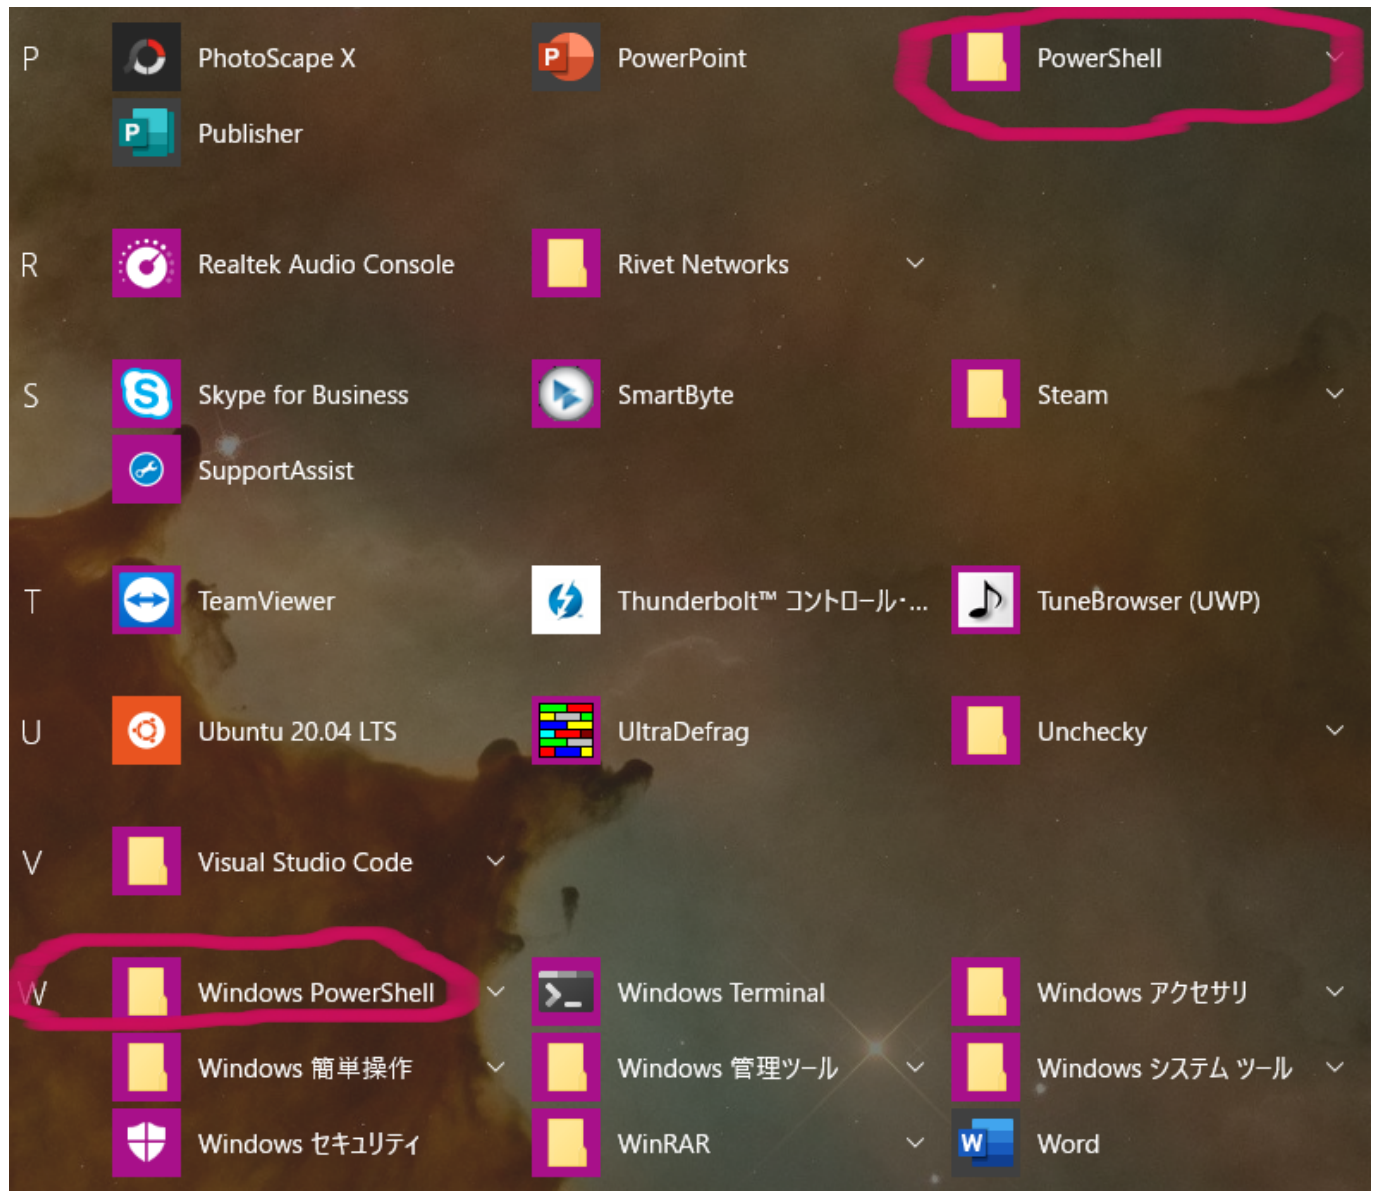 P
PhotoScape X
PowerPoint
PowerShell
Publisher
R
Realtek Audio Console
Rivet Networks
S
Skype for Business
SmartByte
Steam
SupportAssist
T
TeamViewer
Thunderbolt™ コントロール・...
TuneBrowser (UWP)
U
Ubuntu 20.04 LTS
UltraDefrag
Unchecky
V
Visual Studio Code
W
Windows PowerShell
Windows Terminal
Windows アクセサリ
Windows 簡単操作
Windows 管理ツール
Windows システム ツール
Windows セキュリティ
WinRAR
Word